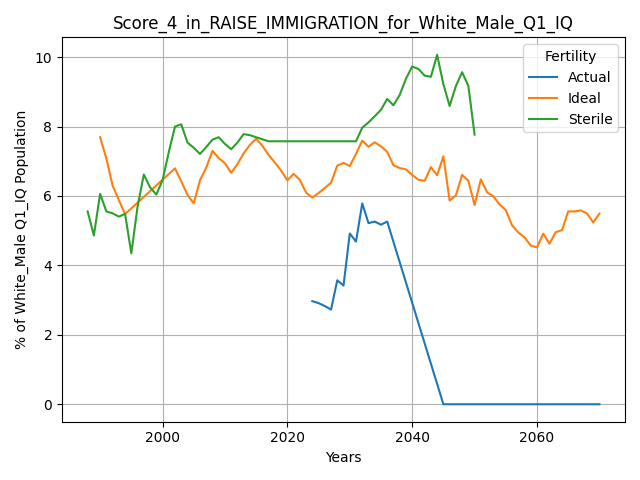 Score_4_in_RAISE_IMMIGRATION_for_White_Male_Q1_IQ
% of White_Male Q1_IQ Population
10
8
6
4
2
0
Fertility
Actual
Ideal
Sterile
2000
2020
2040
2060
Years